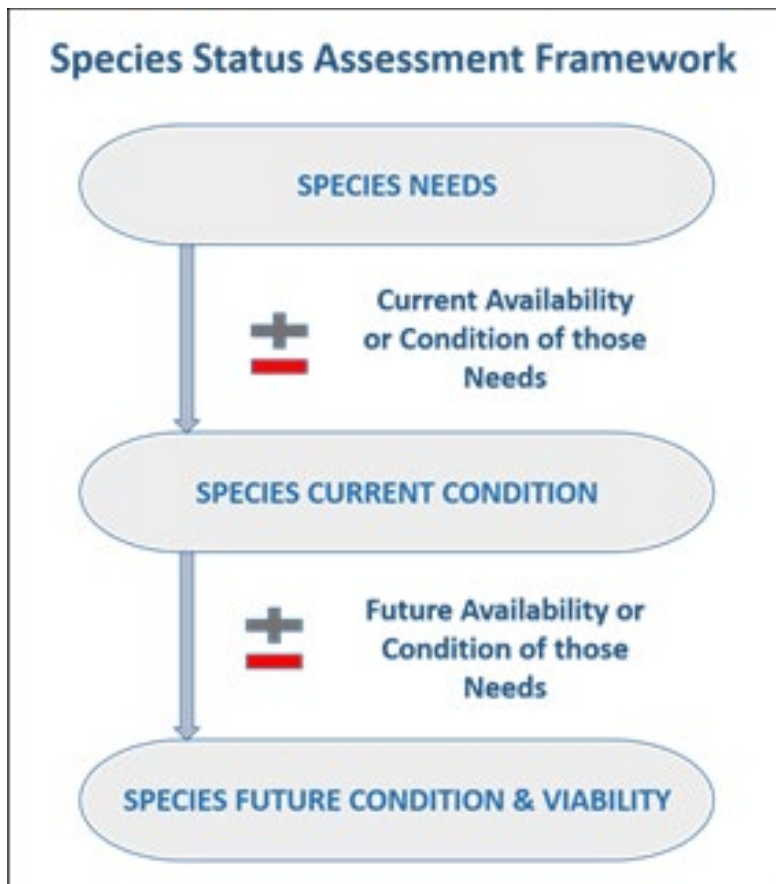 Species Status Assessment Framework
SPECIES NEEDS
Current Availability
or Condition of those
Needs
SPECIES CURRENT CONDITION
Future Availability or
Condition of those
Needs
SPECIES FUTURE CONDITION & VIABILITY